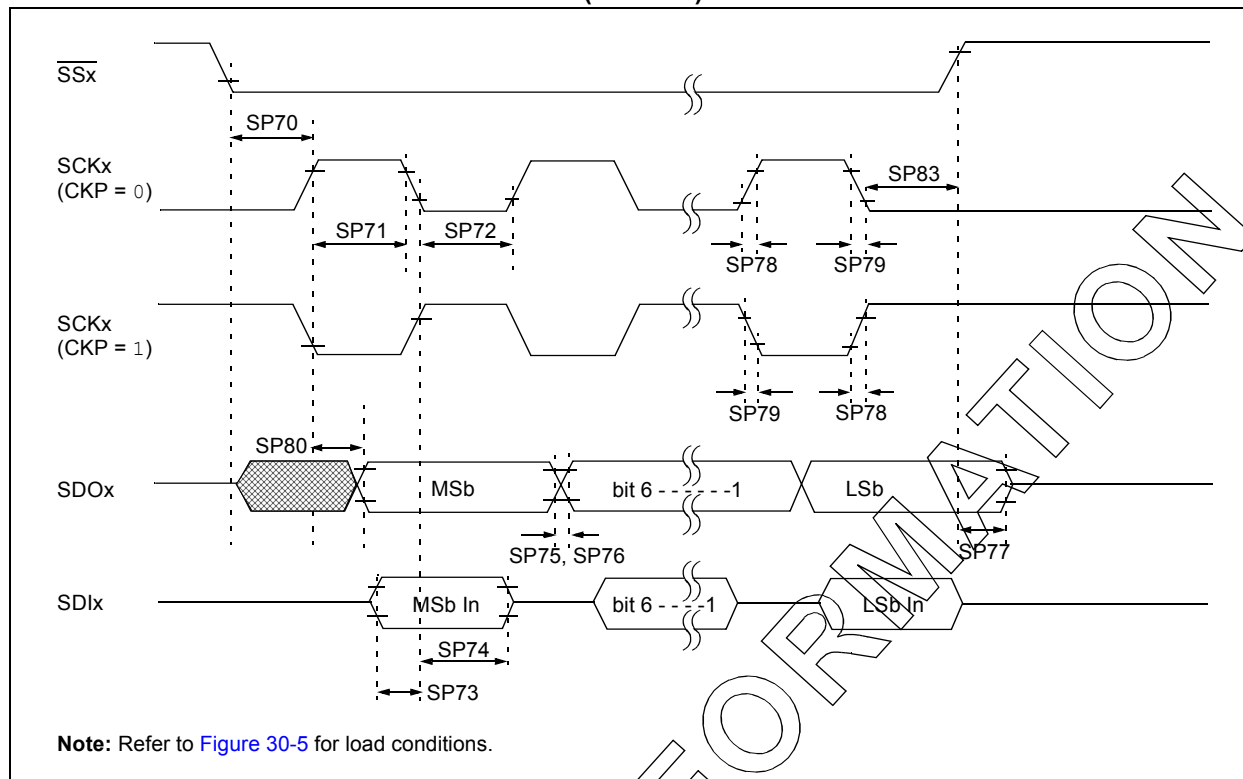 SSx
SP70
SCKx
(CKP = 0)
SP83
SP71
SP72
SP78
SP79
SCKx
(CKP = 1)
SP79
SP78
SP80
SDOx
MSb
bit 6 - - - - - -1
LSb
SP75, SP76
SP77
SDIx
MSb In
bit 6 - - - -1
LSb In
SP74
SP73
Note: Refer to Figure 30-5 for load conditions.
FORMATION